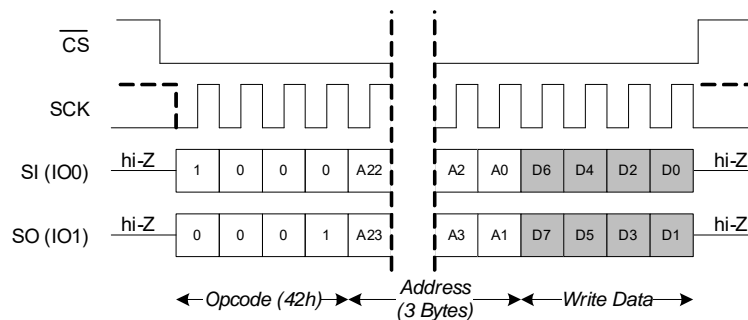 CS
SCK
SI (IO0) hi-Z 1 0 0 0 A22 A2 A0 D6 D4 D2 D0 hi-Z
SO (IO1) hi-Z 0 0 0 1 A23 A3 A1 D7 D5 D3 D1 hi-Z
Opcode (42h) Address (3 Bytes) Write Data